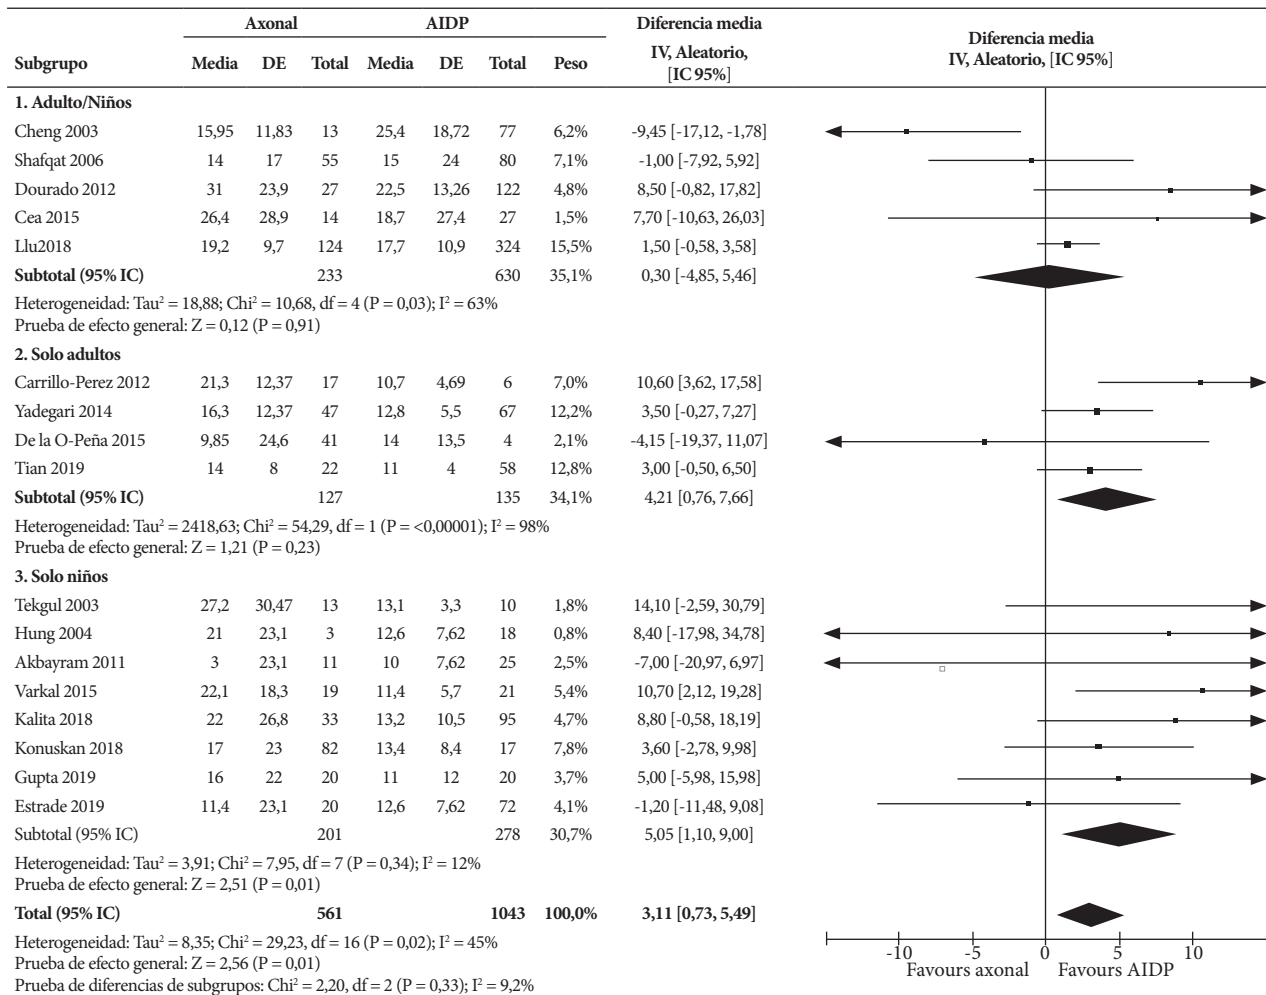 Axonal AIDP Diferencia media Diferencia media
Subgrupo Media DE Total Media DE Total Peso IV, Aleatorio, [IC 95%] IV, Aleatorio, [IC 95%]
1. Adulto/Niños
Cheng 2003 15,95 11,83 13 25,4 18,72 77 6,2% -9,45 [-17,12, -1,78]
Shafqat 2006 14 17 55 15 24 80 7,1% -1,00 [-7,92, 5,92]
Dourado 2012 31 23,9 27 22,5 13,26 122 4,8% 8,50 [-0,82, 17,82]
Cea 2015 26,4 28,9 14 18,7 27,4 27 1,5% 7,70 [-10,63, 26,03]
Llu2018 19,2 9,7 124 17,7 10,9 324 15,5% 1,50 [-0,58, 3,58]
Subtotal (95% IC) 233 630 35,1% 0,30 [-4,85, 5,46]
Heterogeneidad: Tau² = 18,88; Chi² = 10,68, df = 4 (P = 0,03); I² = 63%
Prueba de efecto general: Z = 0,12 (P = 0,91)
2. Solo adultos
Carrillo-Perez 2012 21,3 12,37 17 10,7 4,69 6 7,0% 10,60 [3,62, 17,58]
Yadegari 2014 16,3 12,37 47 12,8 5,5 67 12,2% 3,50 [-0,27, 7,27]
De la O-Peña 2015 9,85 24,6 41 14 13,5 4 2,1% -4,15 [-19,37, 11,07]
Tian 2019 14 8 22 11 4 58 12,8% 3,00 [-0,50, 6,50]
Subtotal (95% IC) 127 135 34,1% 4,21 [0,76, 7,66]
Heterogeneidad: Tau² = 2418,63; Chi² = 54,29, df = 1 (P = <0,00001); I² = 98%
Prueba de efecto general: Z = 1,21 (P = 0,23)
3. Solo niños
Tekgul 2003 27,2 30,47 13 13,1 3,3 10 1,8% 14,10 [-2,59, 30,79]
Hung 2004 21 23,1 3 12,6 7,62 18 0,8% 8,40 [-17,98, 34,78]
Akbayram 2011 3 23,1 11 10 7,62 25 2,5% -7,00 [-20,97, 6,97]
Varkal 2015 22,1 18,3 19 11,4 5,7 21 5,4% 10,70 [2,12, 19,28]
Kalita 2018 22 26,8 33 13,2 10,5 95 4,7% 8,80 [-0,58, 18,19]
Konuskan 2018 17 23 82 13,4 8,4 17 7,8% 3,60 [-2,78, 9,98]
Gupta 2019 16 22 20 11 12 20 3,7% 5,00 [-5,98, 15,98]
Estrade 2019 11,4 23,1 20 12,6 7,62 72 4,1% -1,20 [-11,48, 9,08]
Subtotal (95% IC) 201 278 30,7% 5,05 [1,10, 9,00]
Heterogeneidad: Tau² = 3,91; Chi² = 7,95, df = 7 (P = 0,34); I² = 12%
Prueba de efecto general: Z = 2,51 (P = 0,01)
Total (95% IC) 561 1043 100,0% 3,11 [0,73, 5,49]
Heterogeneidad: Tau² = 8,35; Chi² = 29,23, df = 16 (P = 0,02); I² = 45%
Prueba de efecto general: Z = 2,56 (P = 0,01)
Prueba de diferencias de subgrupos: Chi² = 2,20, df = 2 (P = 0,33); I² = 9,2%
-10 -5 0 5 10
Favours axonal Favours AIDP